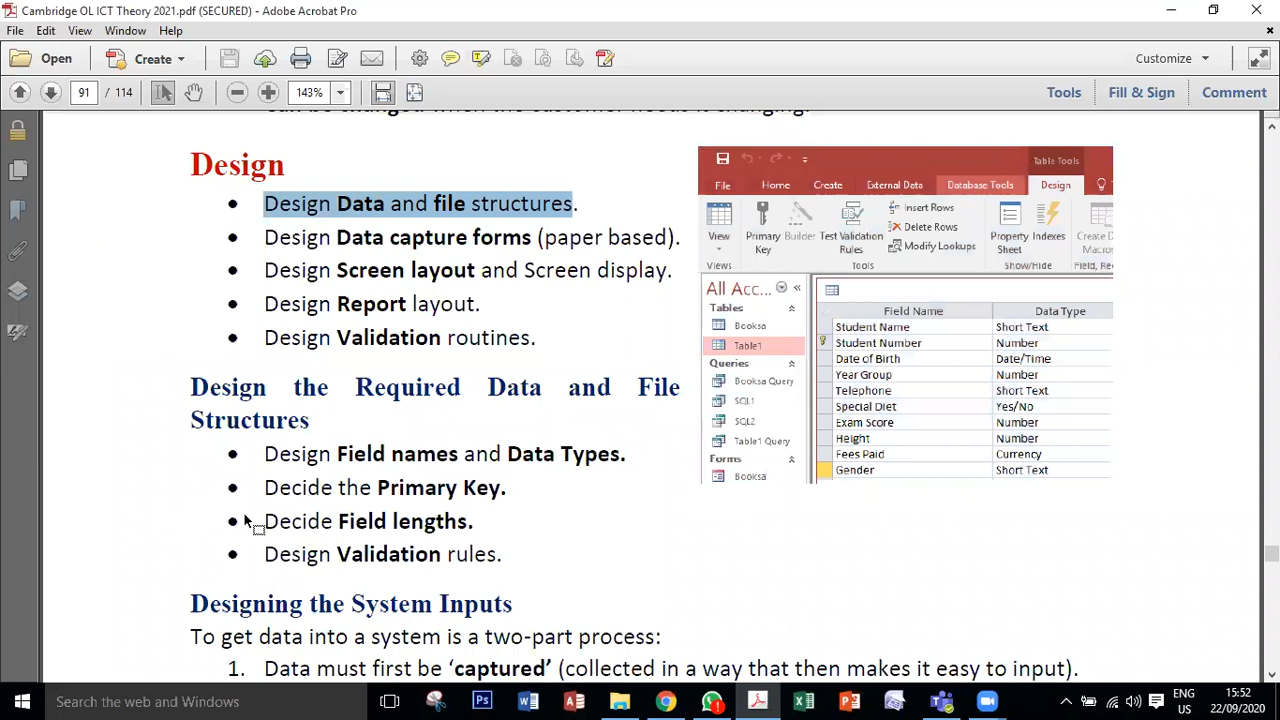 Cambridge OL ICT Theory 2021.pdf (SECURED) - Adobe Acrobat Pro
File Edit View Window Help
Open Create Customize
91 / 114 143% Tools Fill & Sign Comment
can be changed when the customer needs it changing.
Design
• Design Data and file structures.
• Design Data capture forms (paper based).
• Design Screen layout and Screen display.
• Design Report layout.
• Design Validation routines.
Design the Required Data and File
Structures
• Design Field names and Data Types.
• Decide the Primary Key.
• Decide Field lengths.
• Design Validation rules.
Designing the System Inputs
To get data into a system is a two-part process:
1. Data must first be ‘captured’ (collected in a way that then makes it easy to input).
Table Tools
File Home Create External Data Database Tools Design
View Primary Key Builder Test Validation Rules Insert Rows Delete Rows Modify Lookups Property Sheet Indexes
Views Tools Show/Hide
All Acc...
Tables
Booksa
Table1
Queries
Booksa Query
SQL1
SQL2
Table1 Query
Forms
Booksa
Field Name Data Type
Student Name Short Text
Student Number Number
Date of Birth Date/Time
Year Group Number
Telephone Short Text
Special Diet Yes/No
Exam Score Number
Height Number
Fees Paid Currency
Gender Short Text
Search the web and Windows
ENG
US
15:52
22/09/2020